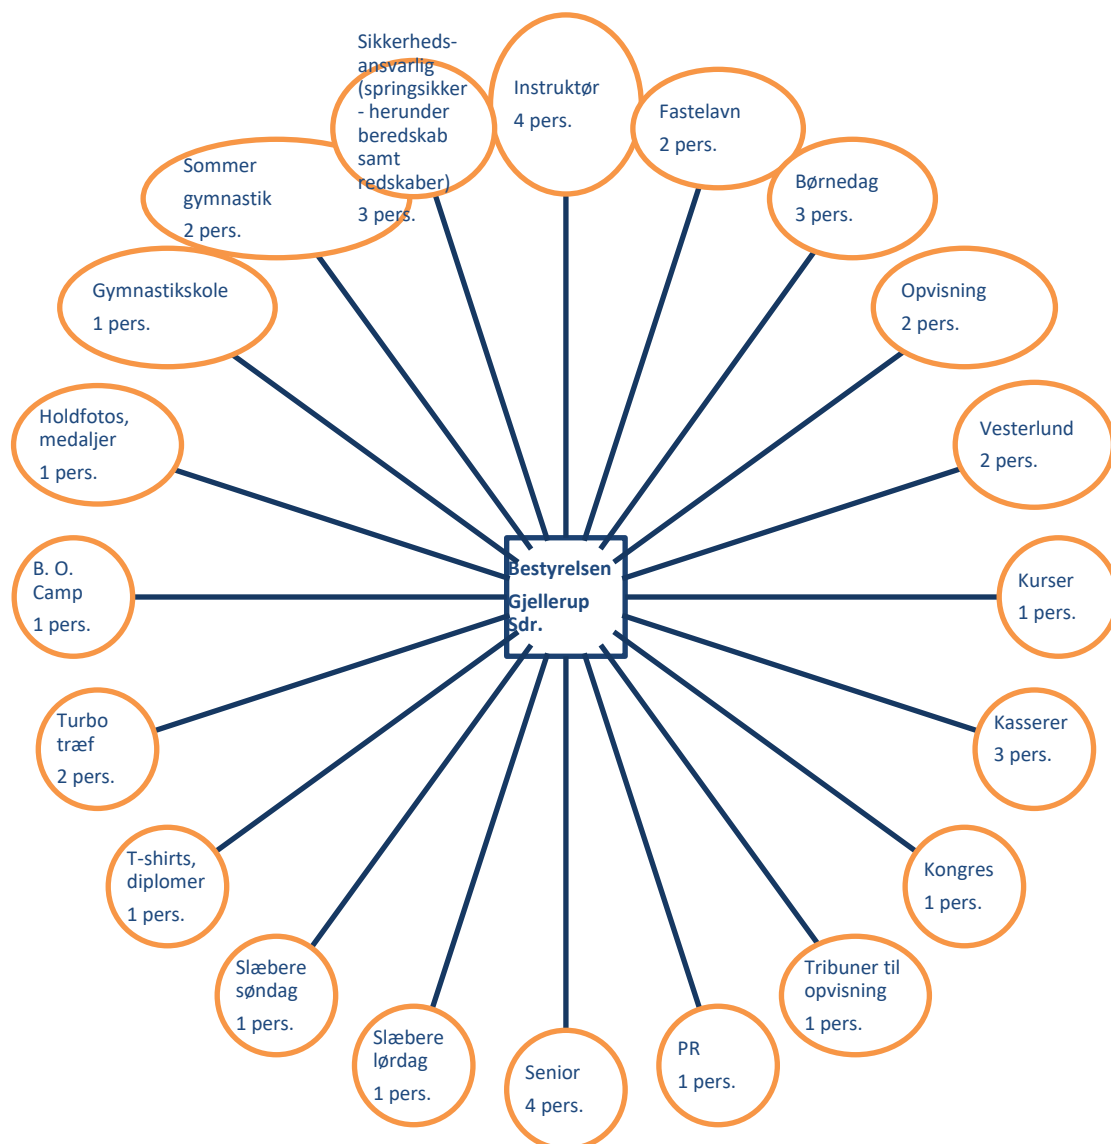 Instruktør
4 pers.
Fastelavn
2 pers.
Børnedag
3 pers.
Opvisning
2 pers.
Vesterlund
2 pers.
Kurser
1 pers.
Kasserer
3 pers.
Kongres
1 pers.
Tribuner til
opvisning
1 pers.
PR
1 pers.
Senior
4 pers.
Slæbere
lørdag
1 pers.
Slæbere
søndag
1 pers.
T-shirts,
diplomer
1 pers.
Turbo
træf
2 pers.
B. O.
Camp
1 pers.
Holdfotos,
medaljer
1 pers.
Gymnastikskole
1 pers.
Sommer
gymnastik
2 pers.
Sikkerheds-
ansvarlig
(springsikker
- herunder
beredskab
samt
redskaber)
3 pers.
Bestyrelsen
Gjellerup
Sdr.